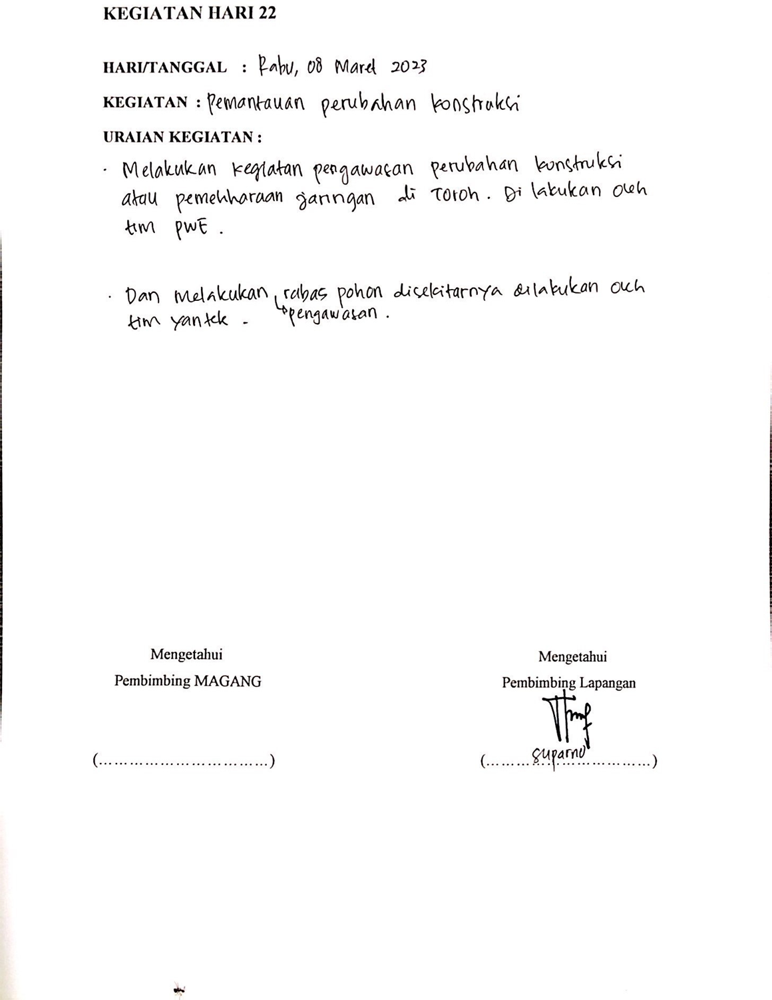 KEGIATAN HARI 22
HARI/TANGGAL : Rabu, 08 Maret 2023
KEGIATAN : Pemantauan perubahan konstruksi
URAIAN KEGIATAN :
· Melakukan kegiatan pengawasan perubahan konstruksi
atau pemeliharaan jaringan di Toroh. Di lakukan oleh
tim PWE.
· Dan melakukan rabas pohon disekitarnya dilakukan oleh
tim yantek. pengawasan.
Mengetahui Mengetahui
Pembimbing MAGANG Pembimbing Lapangan
(................................) (.......... suparno ..........)